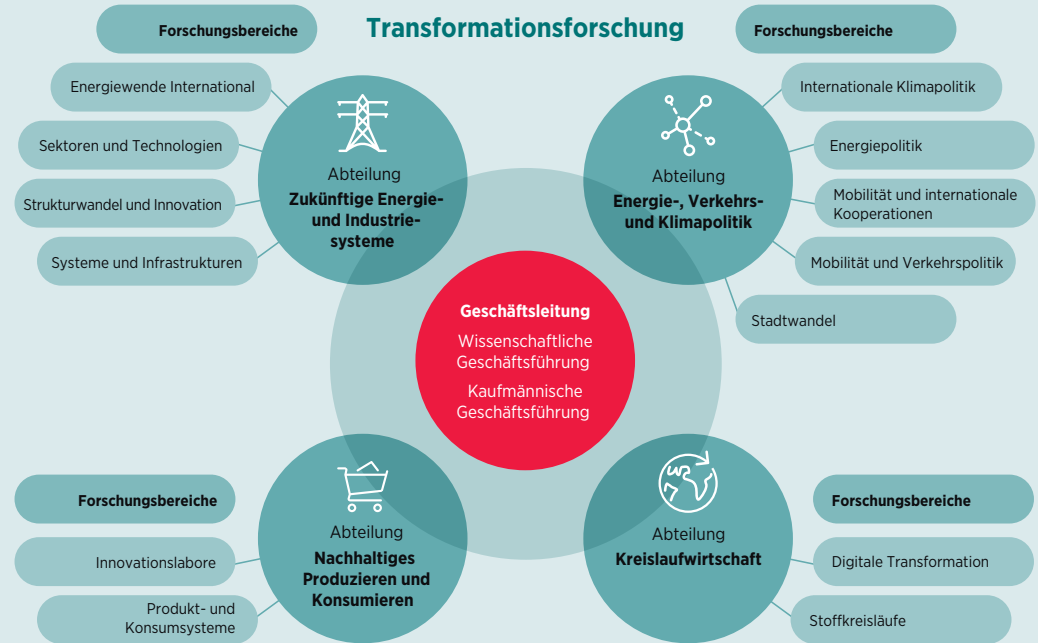 Transformationsforschung
Forschungsbereiche
Energiewende International
Sektoren und Technologien
Strukturwandel und Innovation
Systeme und Infrastrukturen
Abteilung
Zukünftige Energie-
und Industrie-
systeme
Forschungsbereiche
Internationale Klimapolitik
Energiepolitik
Mobilität und internationale
Kooperationen
Mobilität und Verkehrspolitik
Stadtwandel
Abteilung
Energie-, Verkehrs-
und Klimapolitik
Geschäftsleitung
Wissenschaftliche
Geschäftsführung
Kaufmännische
Geschäftsführung
Forschungsbereiche
Innovationslabore
Produkt- und
Konsumsysteme
Abteilung
Nachhaltiges
Produzieren und
Konsumieren
Abteilung
Kreislaufwirtschaft
Forschungsbereiche
Digitale Transformation
Stoffkreisläufe